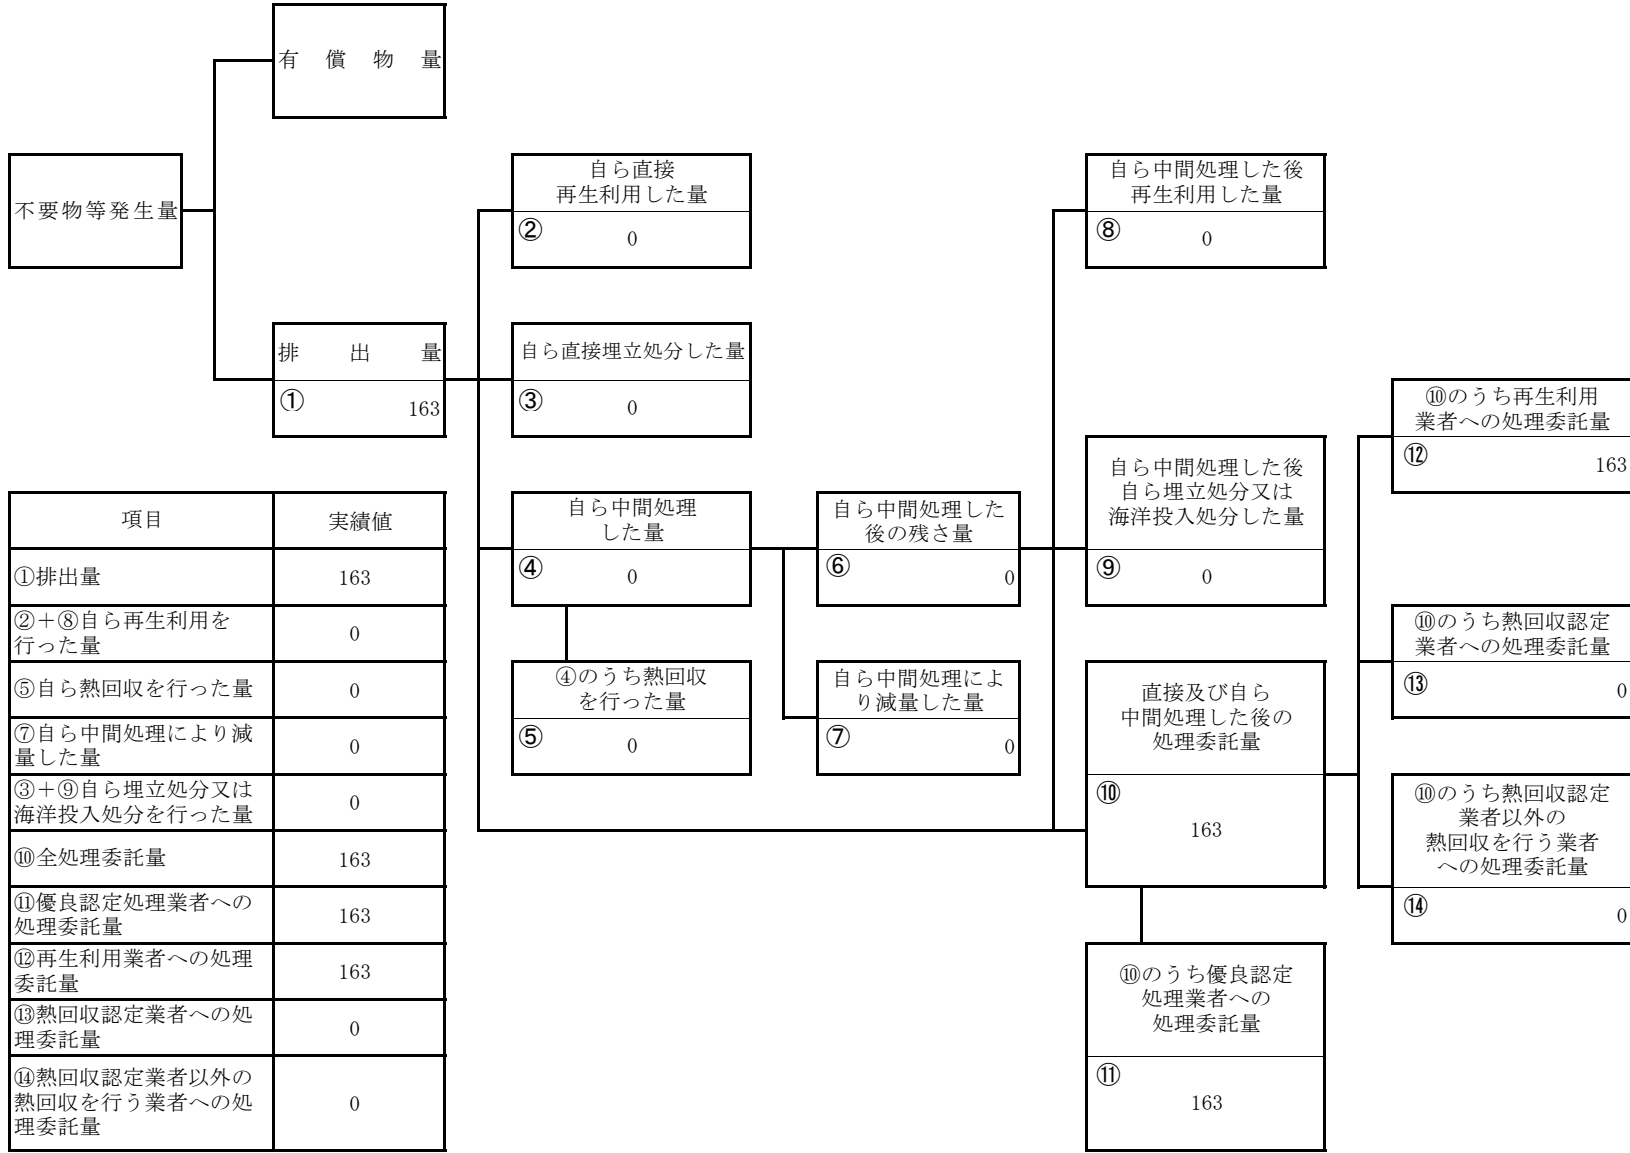 有償物量
不要物等発生量
排出量
① 163
自ら直接
再生利用した量
② 0
自ら直接埋立処分した量
③ 0
自ら中間処理
した量
④ 0
④のうち熱回収
を行った量
⑤ 0
自ら中間処理した
後の残さ量
⑥ 0
自ら中間処理によ
り減量した量
⑦ 0
自ら中間処理した後
再生利用した量
⑧ 0
自ら中間処理した後
自ら埋立処分又は
海洋投入処分した量
⑨ 0
直接及び自ら
中間処理した後の
処理委託量
⑩
163
⑩のうち優良認定
処理業者への
処理委託量
⑪
163
⑩のうち再生利用
業者への処理委託量
⑫ 163
⑩のうち熱回収認定
業者への処理委託量
⑬ 0
⑩のうち熱回収認定
業者以外の
熱回収を行う業者
への処理委託量
⑭ 0
項目 実績値
①排出量 163
②＋⑧自ら再生利用を
行った量 0
⑤自ら熱回収を行った量 0
⑦自ら中間処理により減
量した量 0
③＋⑨自ら埋立処分又は
海洋投入処分を行った量 0
⑩全処理委託量 163
⑪優良認定処理業者への
処理委託量 163
⑫再生利用業者への処理
委託量 163
⑬熱回収認定業者への処
理委託量 0
⑭熱回収認定業者以外の
熱回収を行う業者への処 0
理委託量